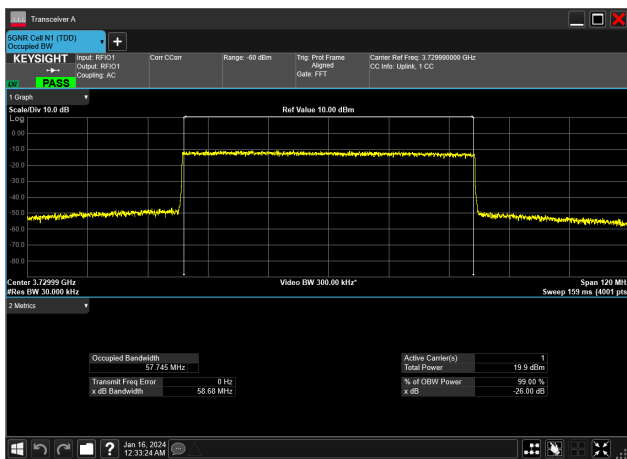 Transceiver A
5GNR Cell N1 (TDD)
Occupied BW
+
KEYSIGHT
LXI
PASS
Input: RFIO1
Output: RFIO1
Coupling: AC
Corr CCorr
Range: -60 dBm
Trig: Prot Frame
Aligned
Gate: FFT
Carrier Ref Freq: 3.729990000 GHz
CC Info: Uplink, 1 CC
1 Graph
Scale/Div 10.0 dB
Ref Value 10.00 dBm
Log
0.00
-10.0
-20.0
-30.0
-40.0
-50.0
-60.0
-70.0
-80.0
Center 3.72999 GHz
Video BW 300.00 kHz*
Span 120 MH
#Res BW 30.000 kHz
Sweep 159 ms (4001 pts
2 Metrics
Occupied Bandwidth
57.745 MHz
Transmit Freq Error 0 Hz
x dB Bandwidth 58.68 MHz
Active Carrier(s) 1
Total Power 19.9 dBm
% of OBW Power 99.00 %
x dB -26.00 dB
?
Jan 16, 2024
12:33:24 AM